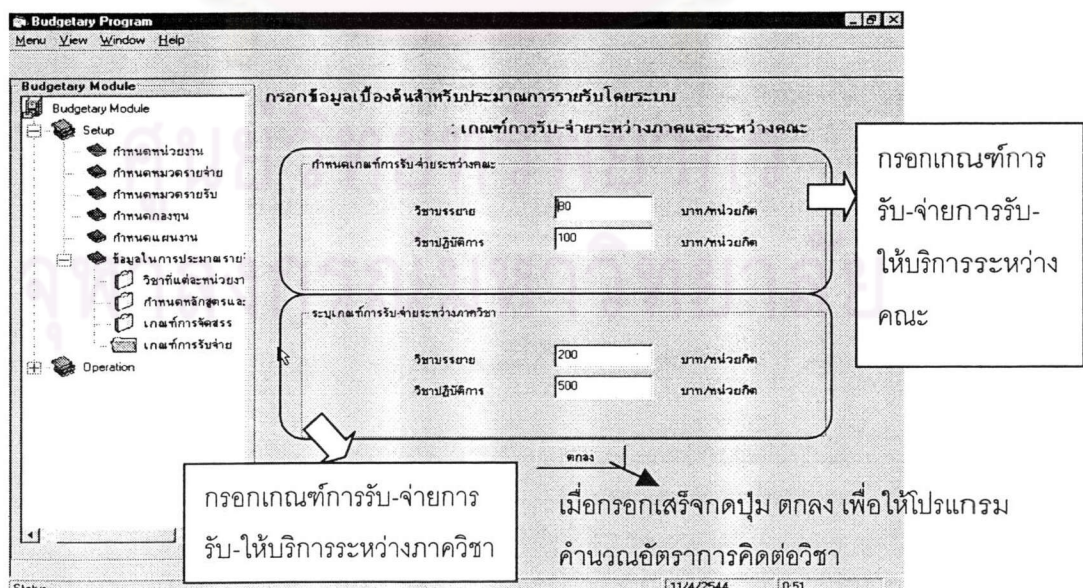 Budgetary Program
Menu View Window Help
Budgetary Module
Budgetary Module
Setup
กำหนดหน่วยงาน
กำหนดหมวดรายจ่าย
กำหนดหมวดรายรับ
กำหนดกองทุน
กำหนดแผนงาน
ข้อมูลในการประมาณราย
วิชาที่แต่ละหน่วยงา
กำหนดหลักสูตรและ
เกณฑ์การจัดสรร
เกณฑ์การรับจ่าย
Operation
กรอกข้อมูลเบื้องต้นสำหรับประมาณการรายรับโดยระบบ
: เกณฑ์การรับ-จ่ายระหว่างภาคและระหว่างคณะ
กำหนดเกณฑ์การรับ-จ่ายระหว่างคณะ
วิชาบรรยาย 80 บาท/หน่วยกิต
วิชาปฏิบัติการ 100 บาท/หน่วยกิต
ระบุเกณฑ์การรับ-จ่ายระหว่างภาควิชา
วิชาบรรยาย 200 บาท/หน่วยกิต
วิชาปฏิบัติการ 500 บาท/หน่วยกิต
ตกลง
กรอกเกณฑ์การ
รับ-จ่ายการรับ-
ให้บริการระหว่าง
คณะ
กรอกเกณฑ์การรับ-จ่ายการ
รับ-ให้บริการระหว่างภาควิชา
เมื่อกรอกเสร็จกดปุ่ม ตกลง เพื่อให้โปรแกรม
คำนวณอัตราการคิดต่อวิชา
Status
11/4/2544 0:51